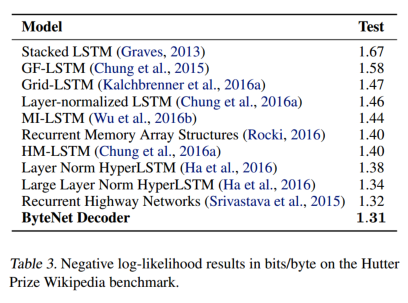 Model Test
Stacked LSTM (Graves, 2013) 1.67
GF-LSTM (Chung et al., 2015) 1.58
Grid-LSTM (Kalchbrenner et al., 2016a) 1.47
Layer-normalized LSTM (Chung et al., 2016a) 1.46
MI-LSTM (Wu et al., 2016b) 1.44
Recurrent Memory Array Structures (Rocki, 2016) 1.40
HM-LSTM (Chung et al., 2016a) 1.40
Layer Norm HyperLSTM (Ha et al., 2016) 1.38
Large Layer Norm HyperLSTM (Ha et al., 2016) 1.34
Recurrent Highway Networks (Srivastava et al., 2015) 1.32
ByteNet Decoder 1.31
Table 3. Negative log-likelihood results in bits/byte on the Hutter
Prize Wikipedia benchmark.